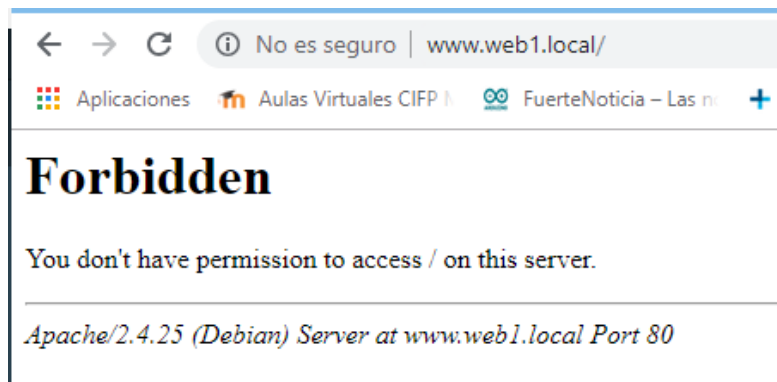 No es seguro | www.web1.local/
Aplicaciones Aulas Virtuales CIFP FuerteNoticia – Las
Forbidden
You don't have permission to access / on this server.
Apache/2.4.25 (Debian) Server at www.web1.local Port 80